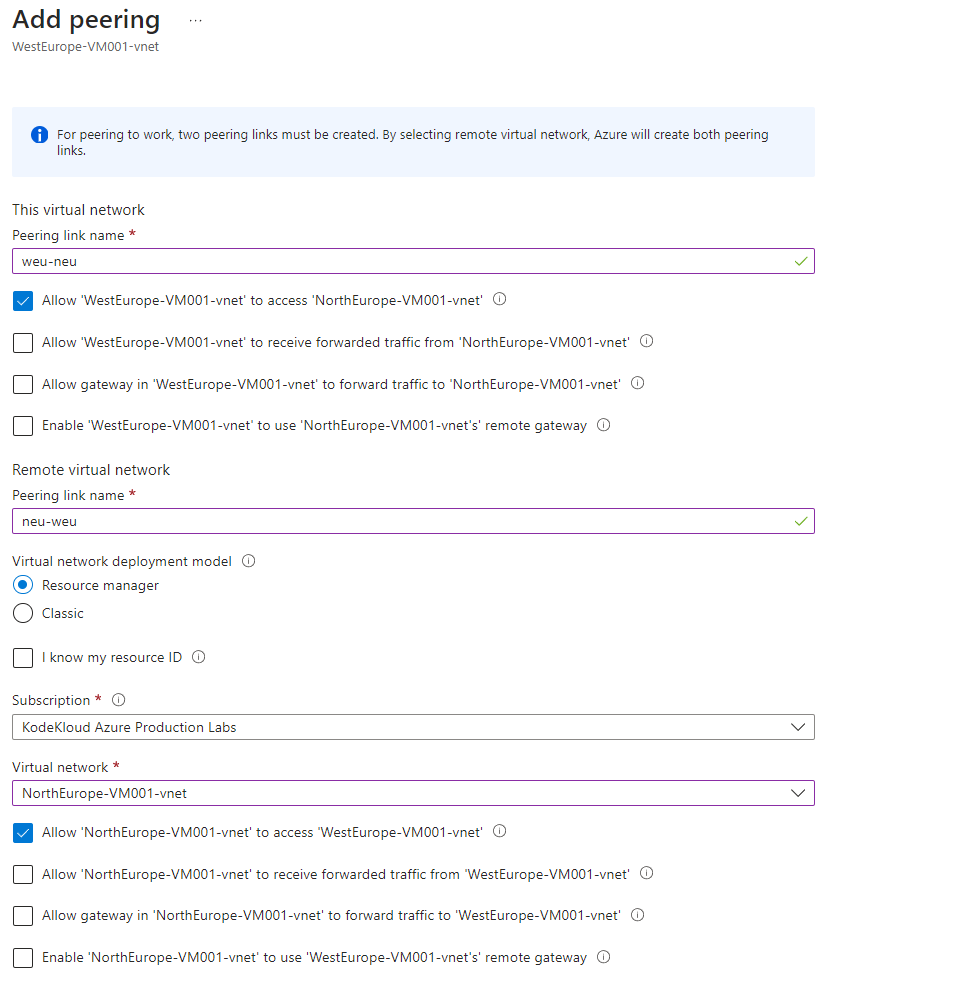 Add peering ...
WestEurope-VM001-vnet
For peering to work, two peering links must be created. By selecting remote virtual network, Azure will create both peering
links.
This virtual network
Peering link name *
weu-neu
Allow 'WestEurope-VM001-vnet' to access 'NorthEurope-VM001-vnet'
Allow 'WestEurope-VM001-vnet' to receive forwarded traffic from 'NorthEurope-VM001-vnet'
Allow gateway in 'WestEurope-VM001-vnet' to forward traffic to 'NorthEurope-VM001-vnet'
Enable 'WestEurope-VM001-vnet' to use 'NorthEurope-VM001-vnet's' remote gateway
Remote virtual network
Peering link name *
neu-weu
Virtual network deployment model
Resource manager
Classic
I know my resource ID
Subscription *
KodeKloud Azure Production Labs
Virtual network *
NorthEurope-VM001-vnet
Allow 'NorthEurope-VM001-vnet' to access 'WestEurope-VM001-vnet'
Allow 'NorthEurope-VM001-vnet' to receive forwarded traffic from 'WestEurope-VM001-vnet'
Allow gateway in 'NorthEurope-VM001-vnet' to forward traffic to 'WestEurope-VM001-vnet'
Enable 'NorthEurope-VM001-vnet' to use 'WestEurope-VM001-vnet's' remote gateway